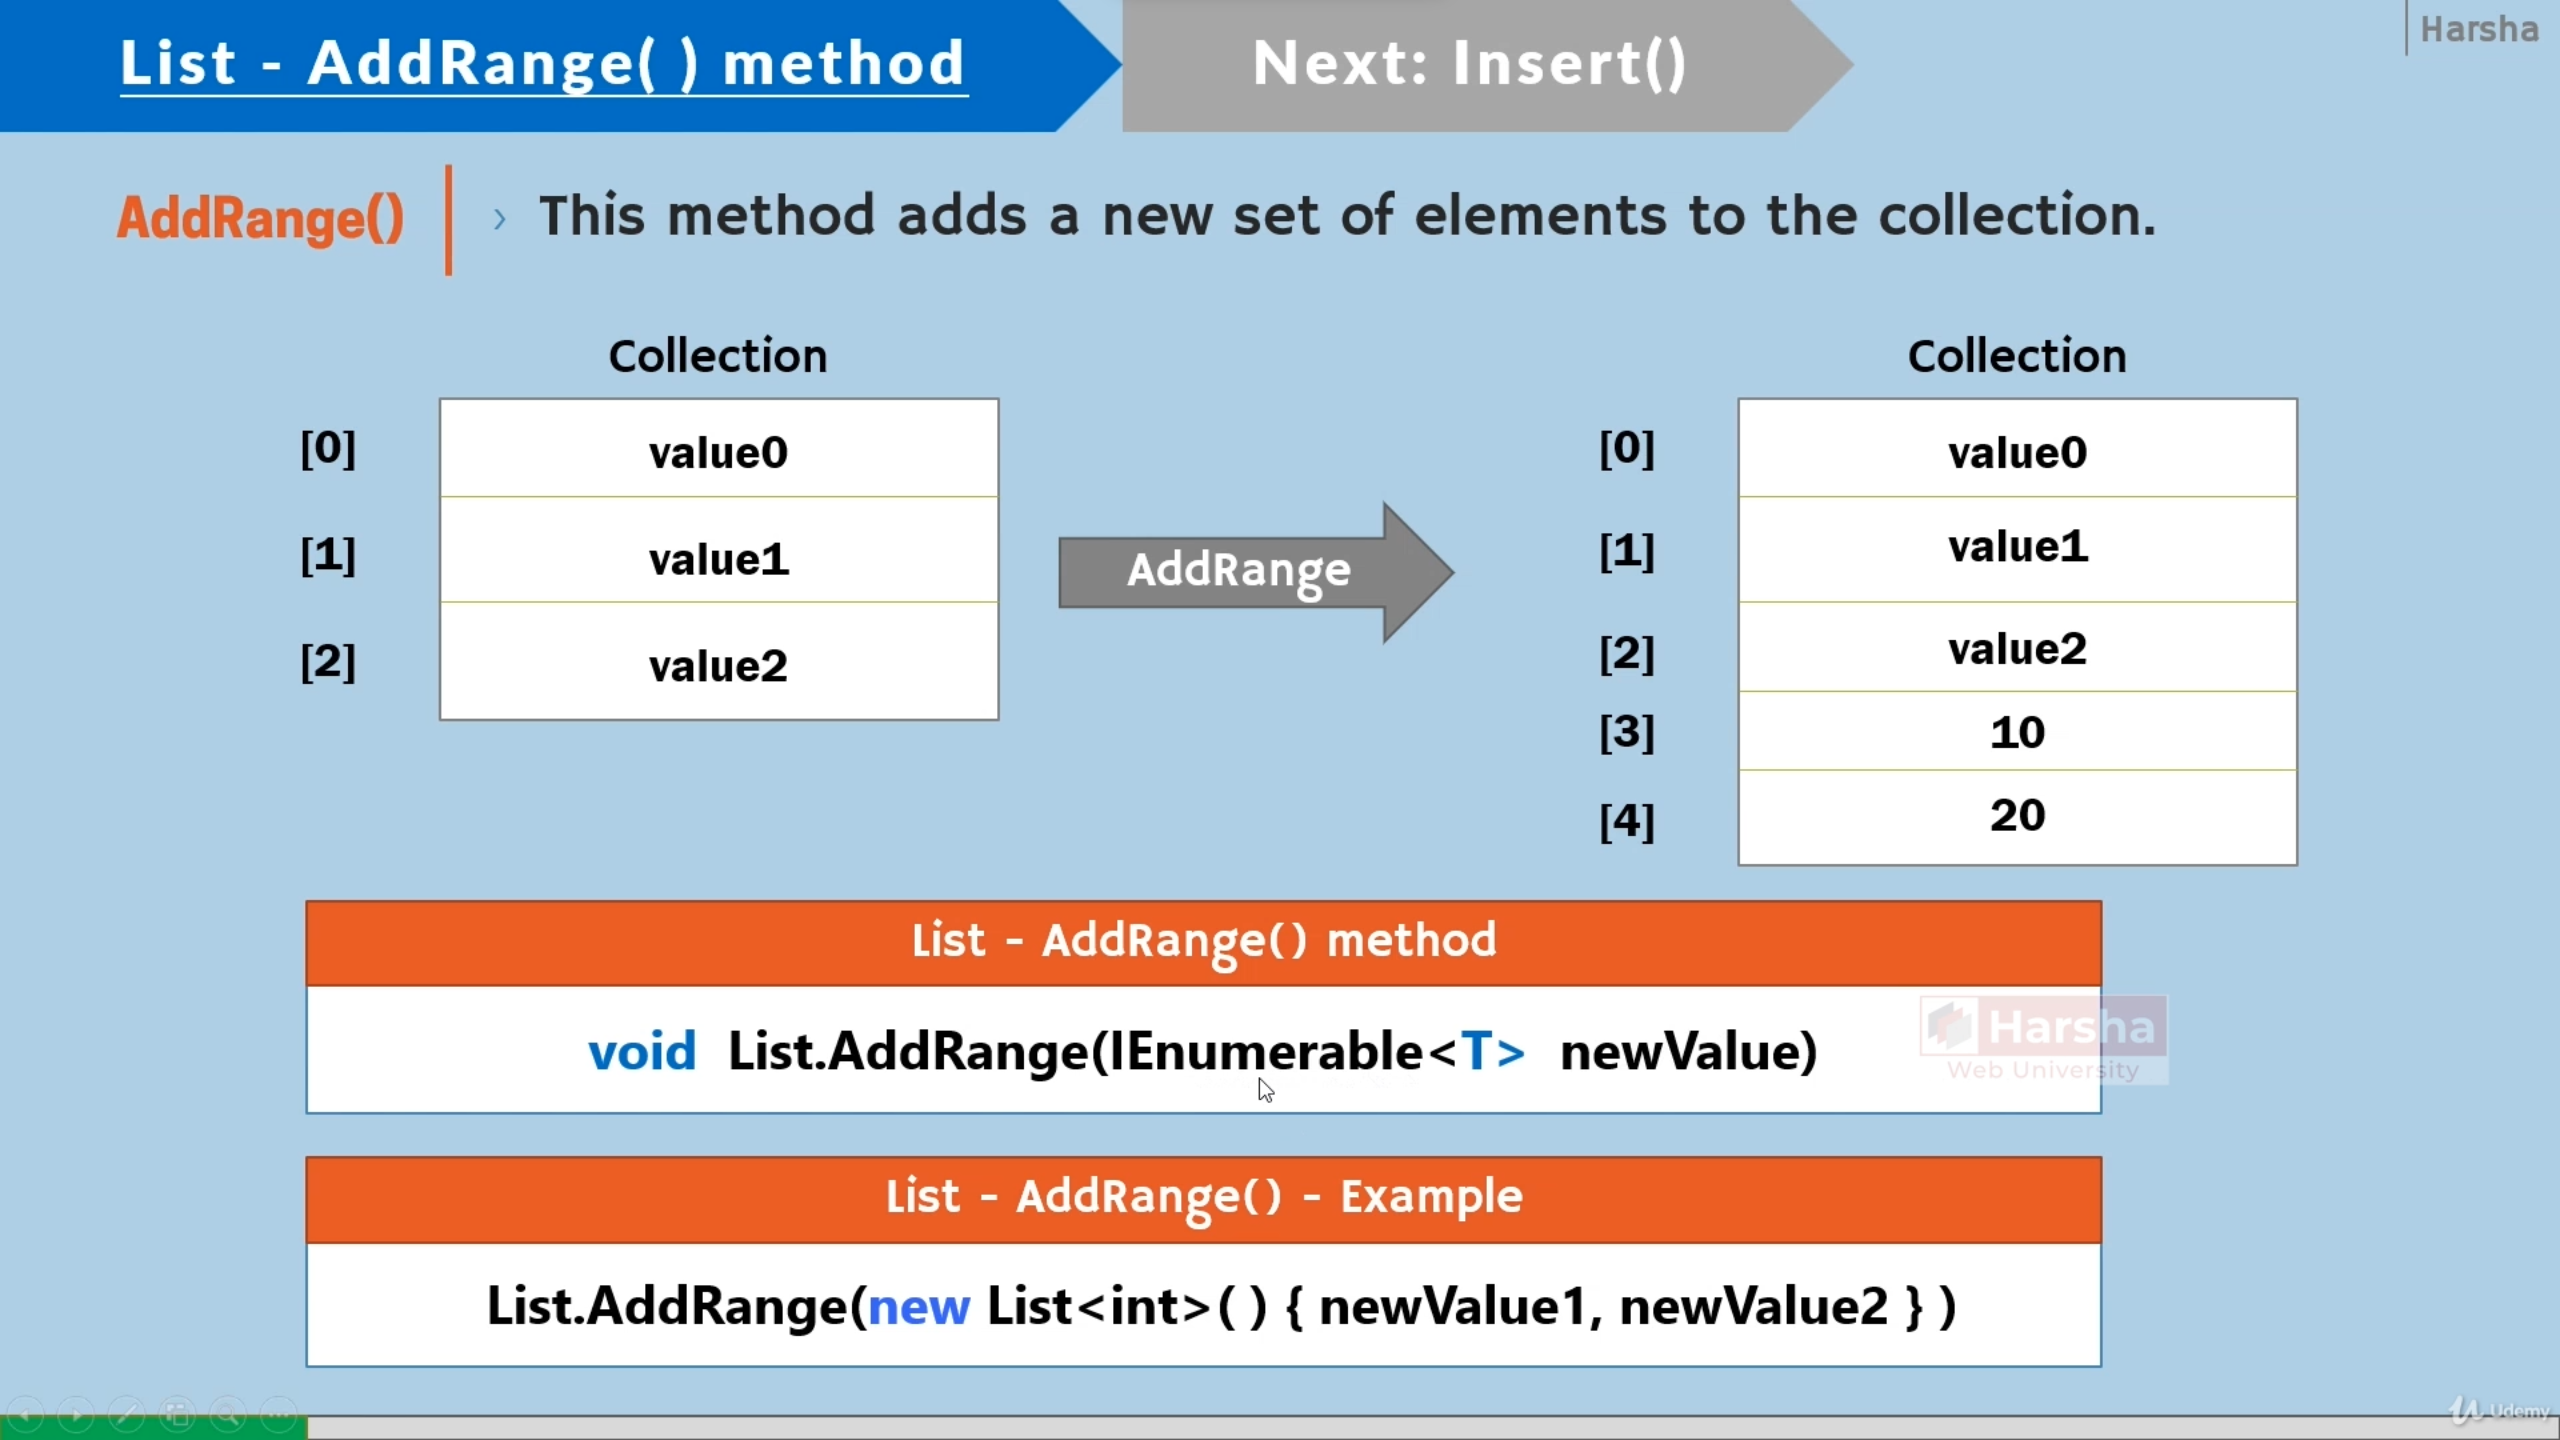 List - AddRange( ) method
Next: Insert()
Harsha
AddRange()
› This method adds a new set of elements to the collection.
Collection
[0] value0
[1] value1
[2] value2
AddRange
Collection
[0] value0
[1] value1
[2] value2
[3] 10
[4] 20
List - AddRange() method
void List.AddRange(IEnumerable<T> newValue)
Harsha
Web University
List - AddRange() - Example
List.AddRange(new List<int>( ) { newValue1, newValue2 } )
Udemy